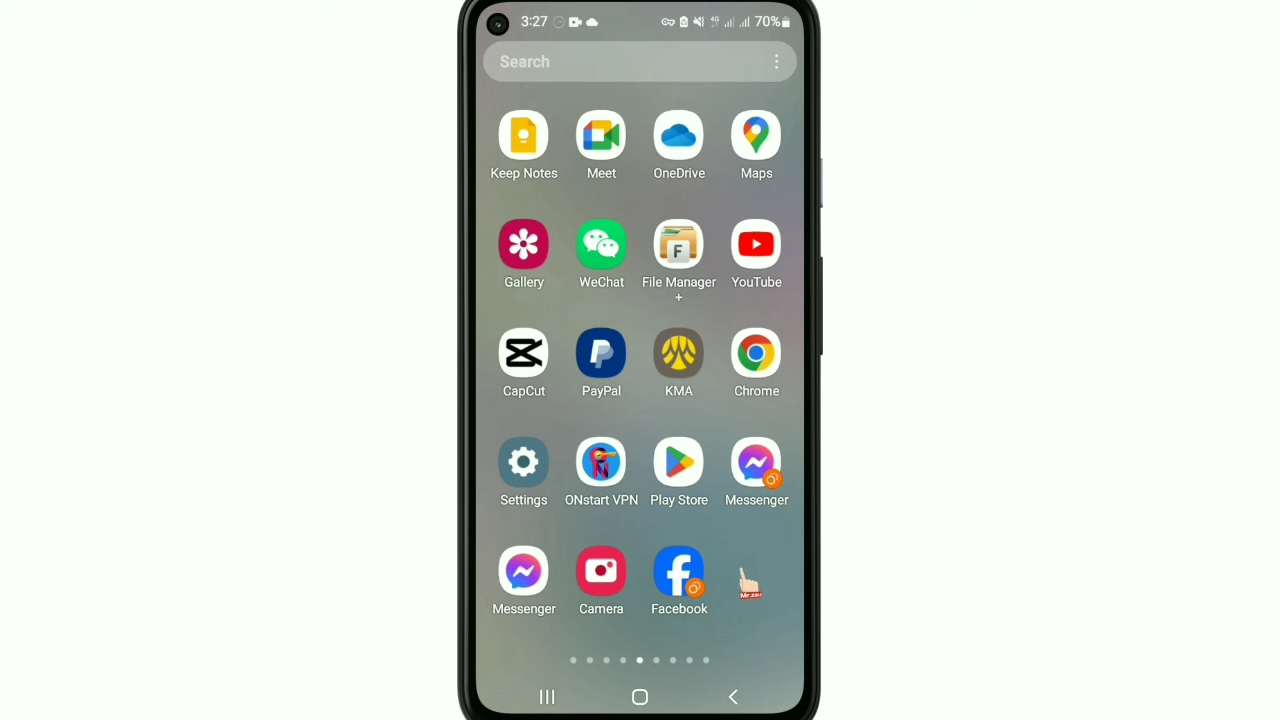 3:27
4G
70%
Search
Keep Notes
Meet
OneDrive
Maps
Gallery
WeChat
File Manager
+
YouTube
F
CapCut
PayPal
KMA
Chrome
Settings
ONstart VPN
Play Store
Messenger
Messenger
Camera
Facebook